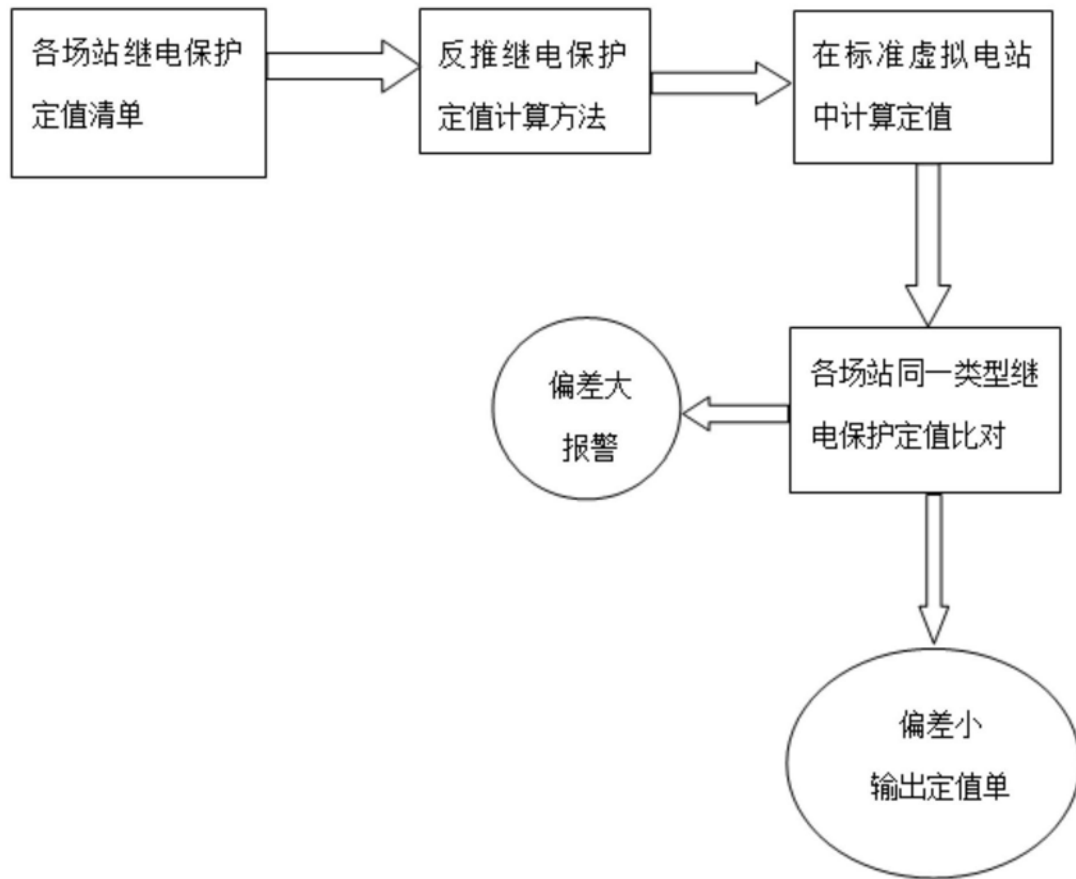 各场站继电保护
定值清单
反推继电保护
定值计算方法
在标准虚拟电站
中计算定值
各场站同一类型继
电保护定值比对
偏差大
报警
偏差小
输出定值单